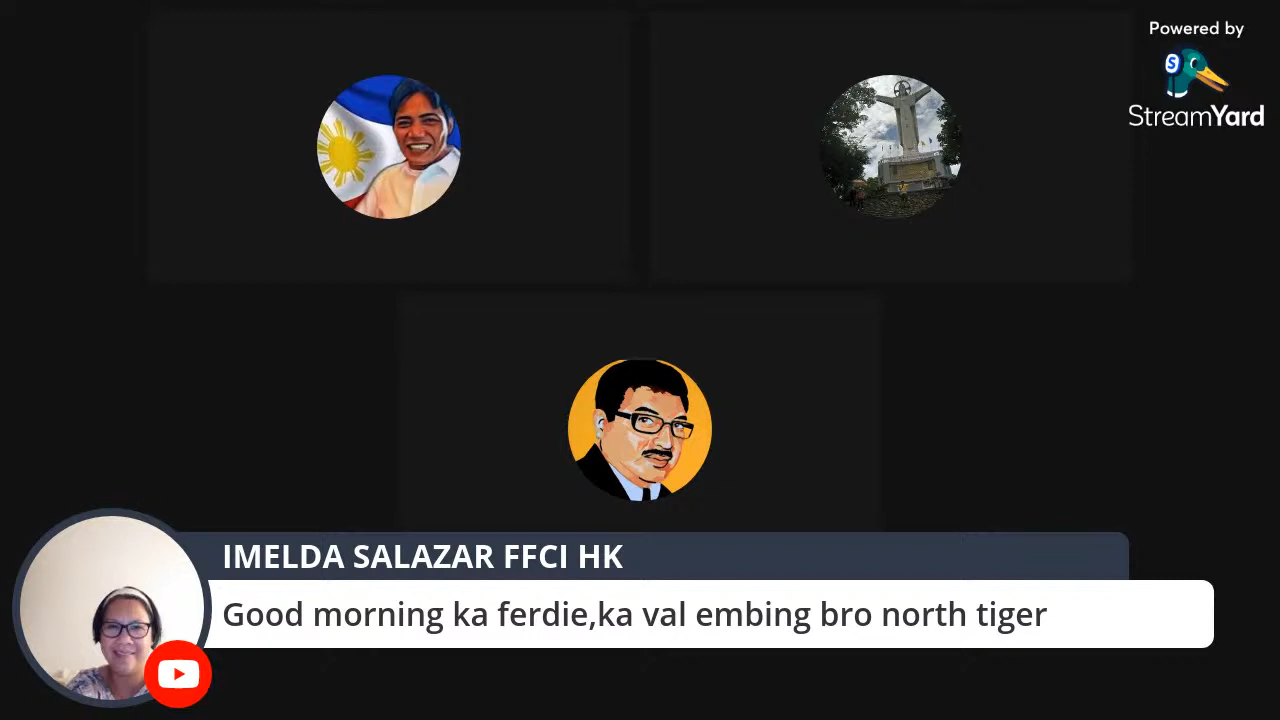 Powered by
S
StreamYard
IMELDA SALAZAR FFCI HK
Good morning ka ferdie,ka val embing bro north tiger